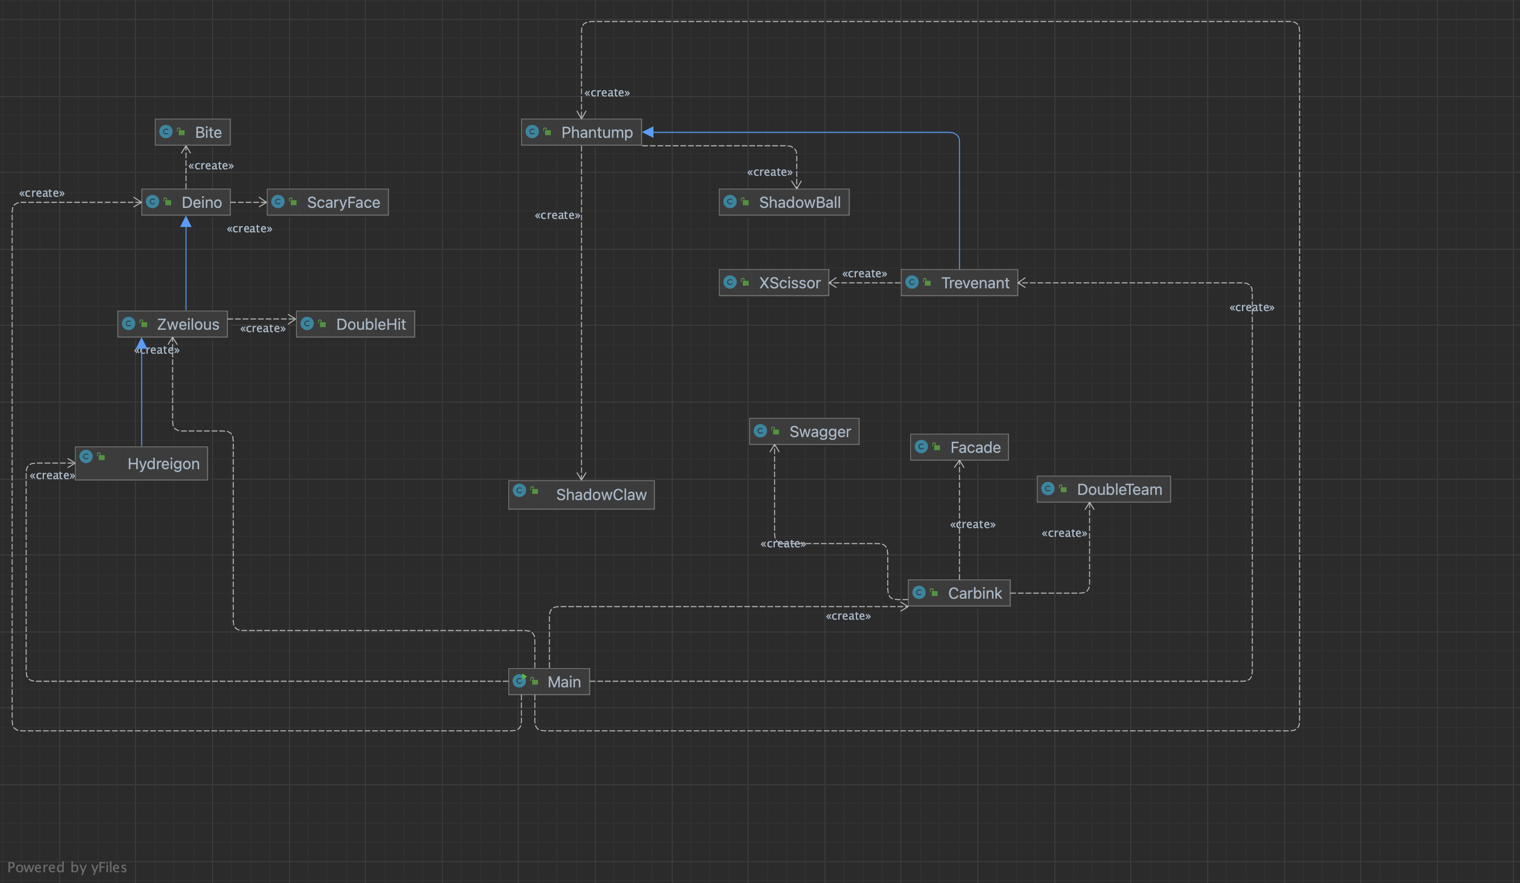 «create»
Bite
Phantump
«create»
«create»
«create»
Deino
ScaryFace
ShadowBall
«create»
«create»
«create»
XScissor
Trevenant
«create»
Zweilous
DoubleHit
«create»
«create»
Swagger
Facade
Hydreigon
«create»
DoubleTeam
ShadowClaw
«create»
«create»
«create»
Carbink
«create»
Main
Powered by yFiles